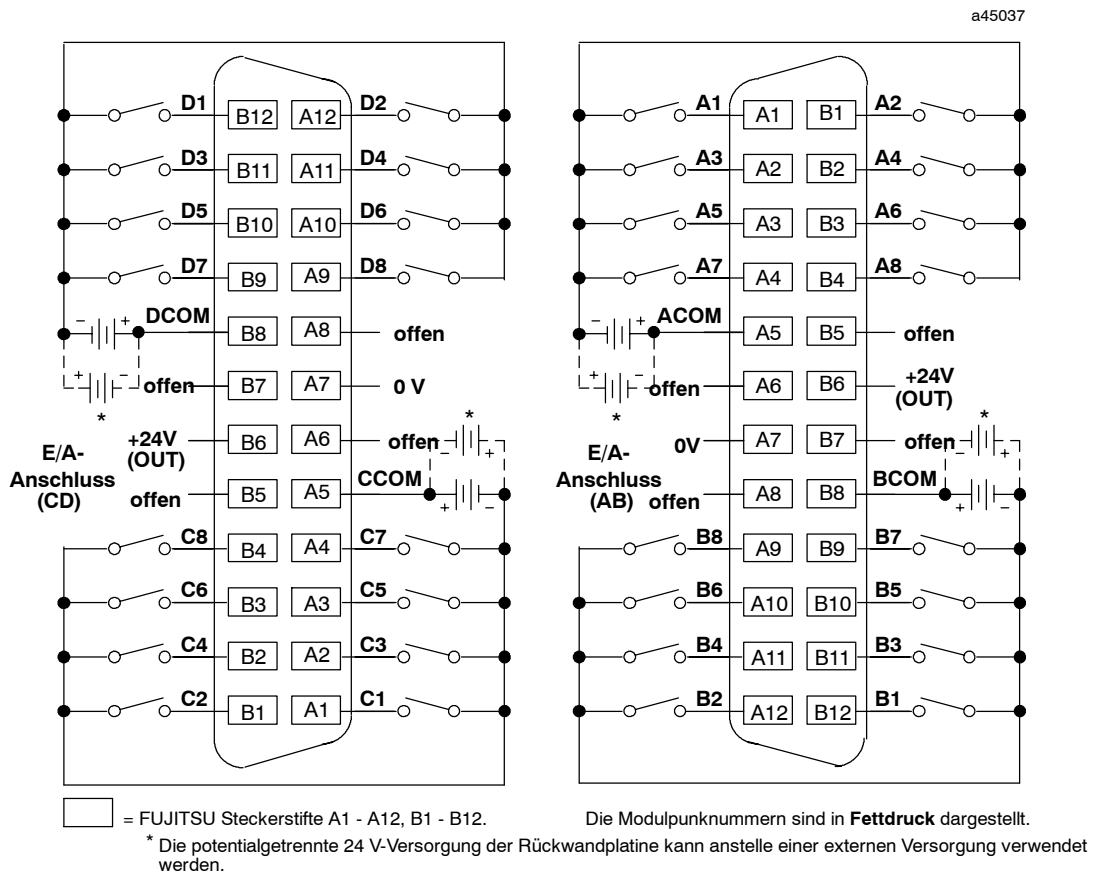 a45037
D1 B12 A12 D2
D3 B11 A11 D4
D5 B10 A10 D6
D7 B9 A9 D8
- + DCOM B8 A8 offen
+ - offen B7 A7 0 V
*
E/A-
Anschluss
(CD)
+24V
(OUT)
B6 A6 offen - +
*
offen B5 A5 CCOM + -
C8 B4 A4 C7
C6 B3 A3 C5
C4 B2 A2 C3
C2 B1 A1 C1
A1 A1 B1 A2
A3 A2 B2 A4
A5 A3 B3 A6
A7 A4 B4 A8
- + ACOM A5 B5 offen
+ - offen A6 B6 +24V
(OUT)
*
E/A-
Anschluss
(AB)
0V A7 B7 offen - +
*
offen A8 B8 BCOM + -
B8 A9 B9 B7
B6 A10 B10 B5
B4 A11 B11 B3
B2 A12 B12 B1
= FUJITSU Steckerstifte A1 - A12, B1 - B12.
Die Modulpunknummern sind in Fettdruck dargestellt.
* Die potentialgetrennte 24 V-Versorgung der Rückwandplatine kann anstelle einer externen Versorgung verwendet
werden.